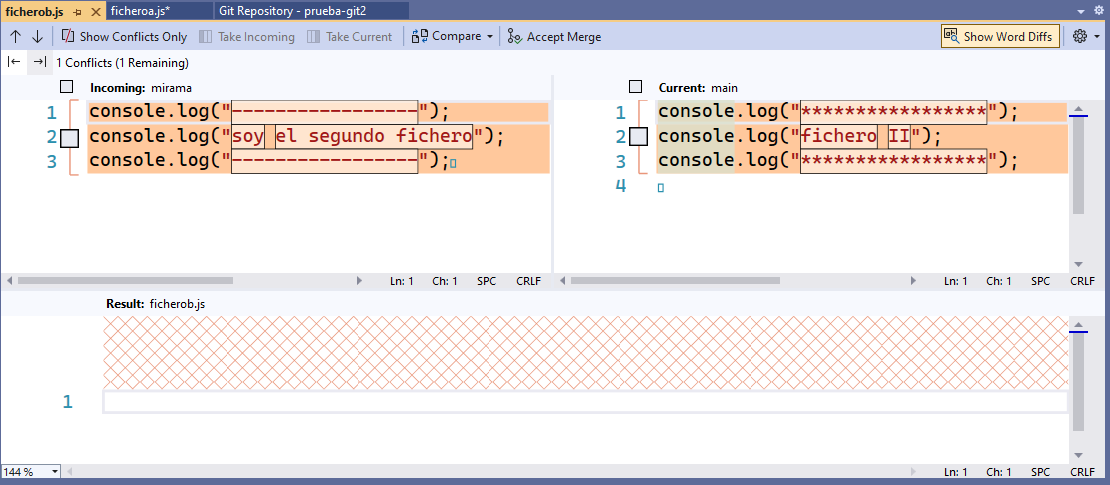 ficherob.js ficheroa.js* Git Repository - prueba-git2
Show Conflicts Only Take Incoming Take Current Compare Accept Merge Show Word Diffs
1 Conflicts (1 Remaining)
Incoming: mirama
1 console.log("-----------------");
2 console.log("soy el segundo fichero");
3 console.log("-----------------");
Ln: 1 Ch: 1 SPC CRLF
Current: main
1 console.log("*****************");
2 console.log("fichero II");
3 console.log("*****************");
4
Ln: 1 Ch: 1 SPC CRLF
Result: ficherob.js
1
144 % Ln: 1 Ch: 1 SPC CRLF